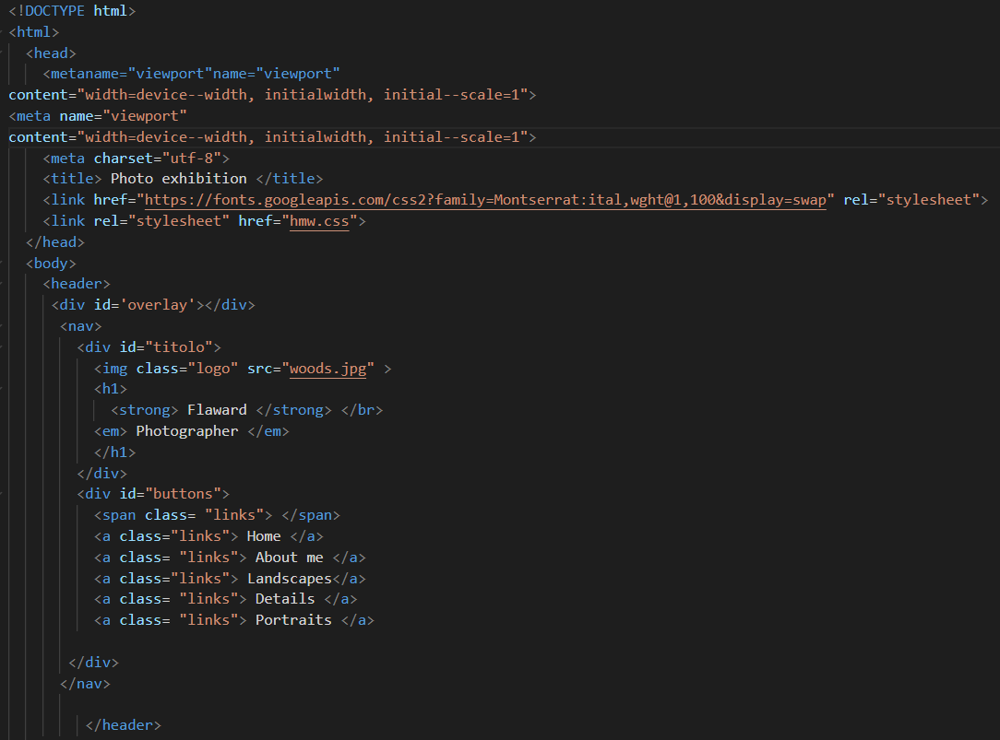 <!DOCTYPE html>
<html>
<head>
<metaname="viewport"name="viewport"
content="width=device--width, initialwidth, initial--scale=1">
<meta name="viewport"
content="width=device--width, initialwidth, initial--scale=1">
<meta charset="utf-8">
<title> Photo exhibition </title>
<link href="https://fonts.googleapis.com/css2?family=Montserrat:ital,wght@1,100&display=swap" rel="stylesheet">
<link rel="stylesheet" href="hmw.css">
</head>
<body>
<header>
<div id='overlay'></div>
<nav>
<div id="titolo">
<img class="logo" src="woods.jpg" >
<h1>
<strong> Flaward </strong> </br>
<em> Photographer </em>
</h1>
</div>
<div id="buttons">
<span class= "links"> </span>
<a class="links"> Home </a>
<a class= "links"> About me </a>
<a class="links"> Landscapes</a>
<a class= "links"> Details </a>
<a class= "links"> Portraits </a>
</div>
</nav>
</header>